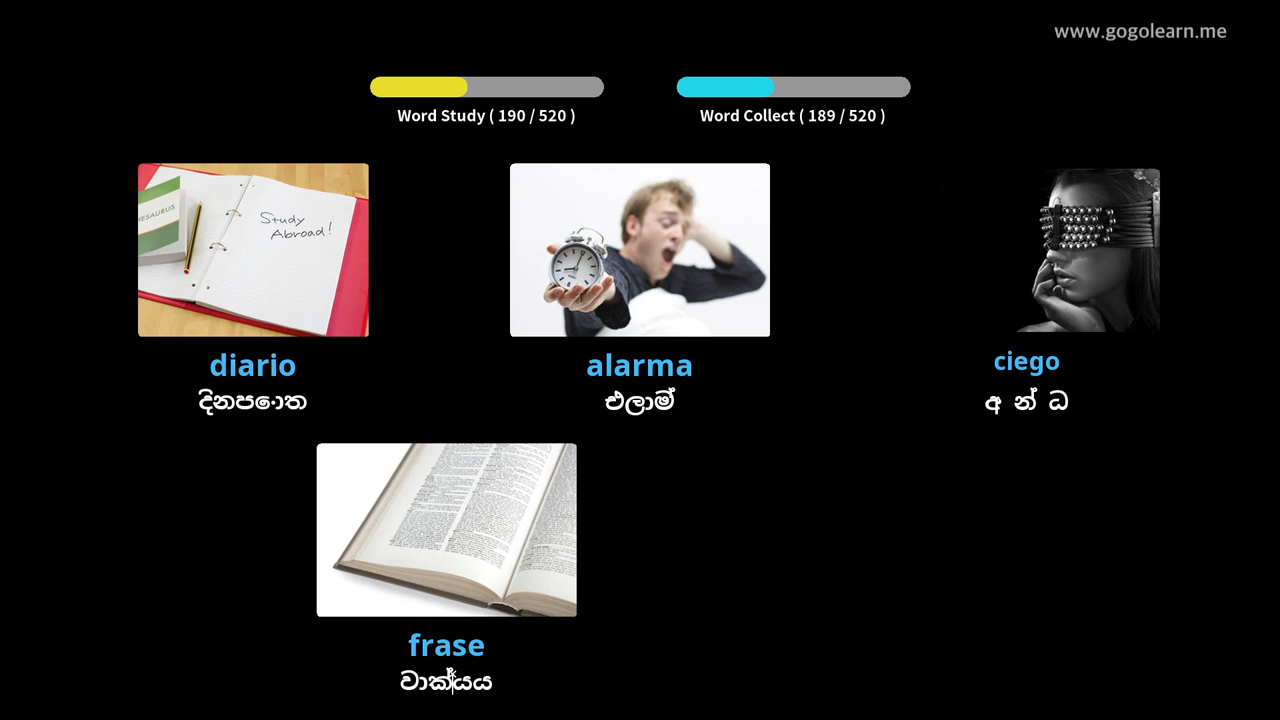 www.gogolearn.me
Word Study ( 190 / 520 )
Word Collect ( 189 / 520 )
ESAURUS
Study
Abroad!
diario
දිනපොත
alarma
එලාම්
ciego
අ න් ධ
frase
වාක්‍යය